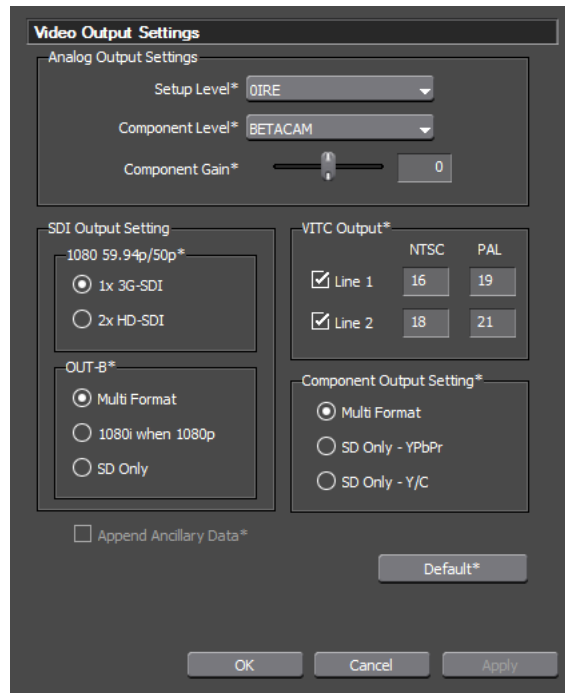 Video Output Settings
Analog Output Settings
Setup Level* 0IRE
Component Level* BETACAM
Component Gain* 0
SDI Output Setting
1080 59.94p/50p*
1x 3G-SDI
2x HD-SDI
OUT-B*
Multi Format
1080i when 1080p
SD Only
VITC Output*
NTSC PAL
Line 1 16 19
Line 2 18 21
Component Output Setting*
Multi Format
SD Only - YPbPr
SD Only - Y/C
Append Ancillary Data*
Default*
OK Cancel Apply